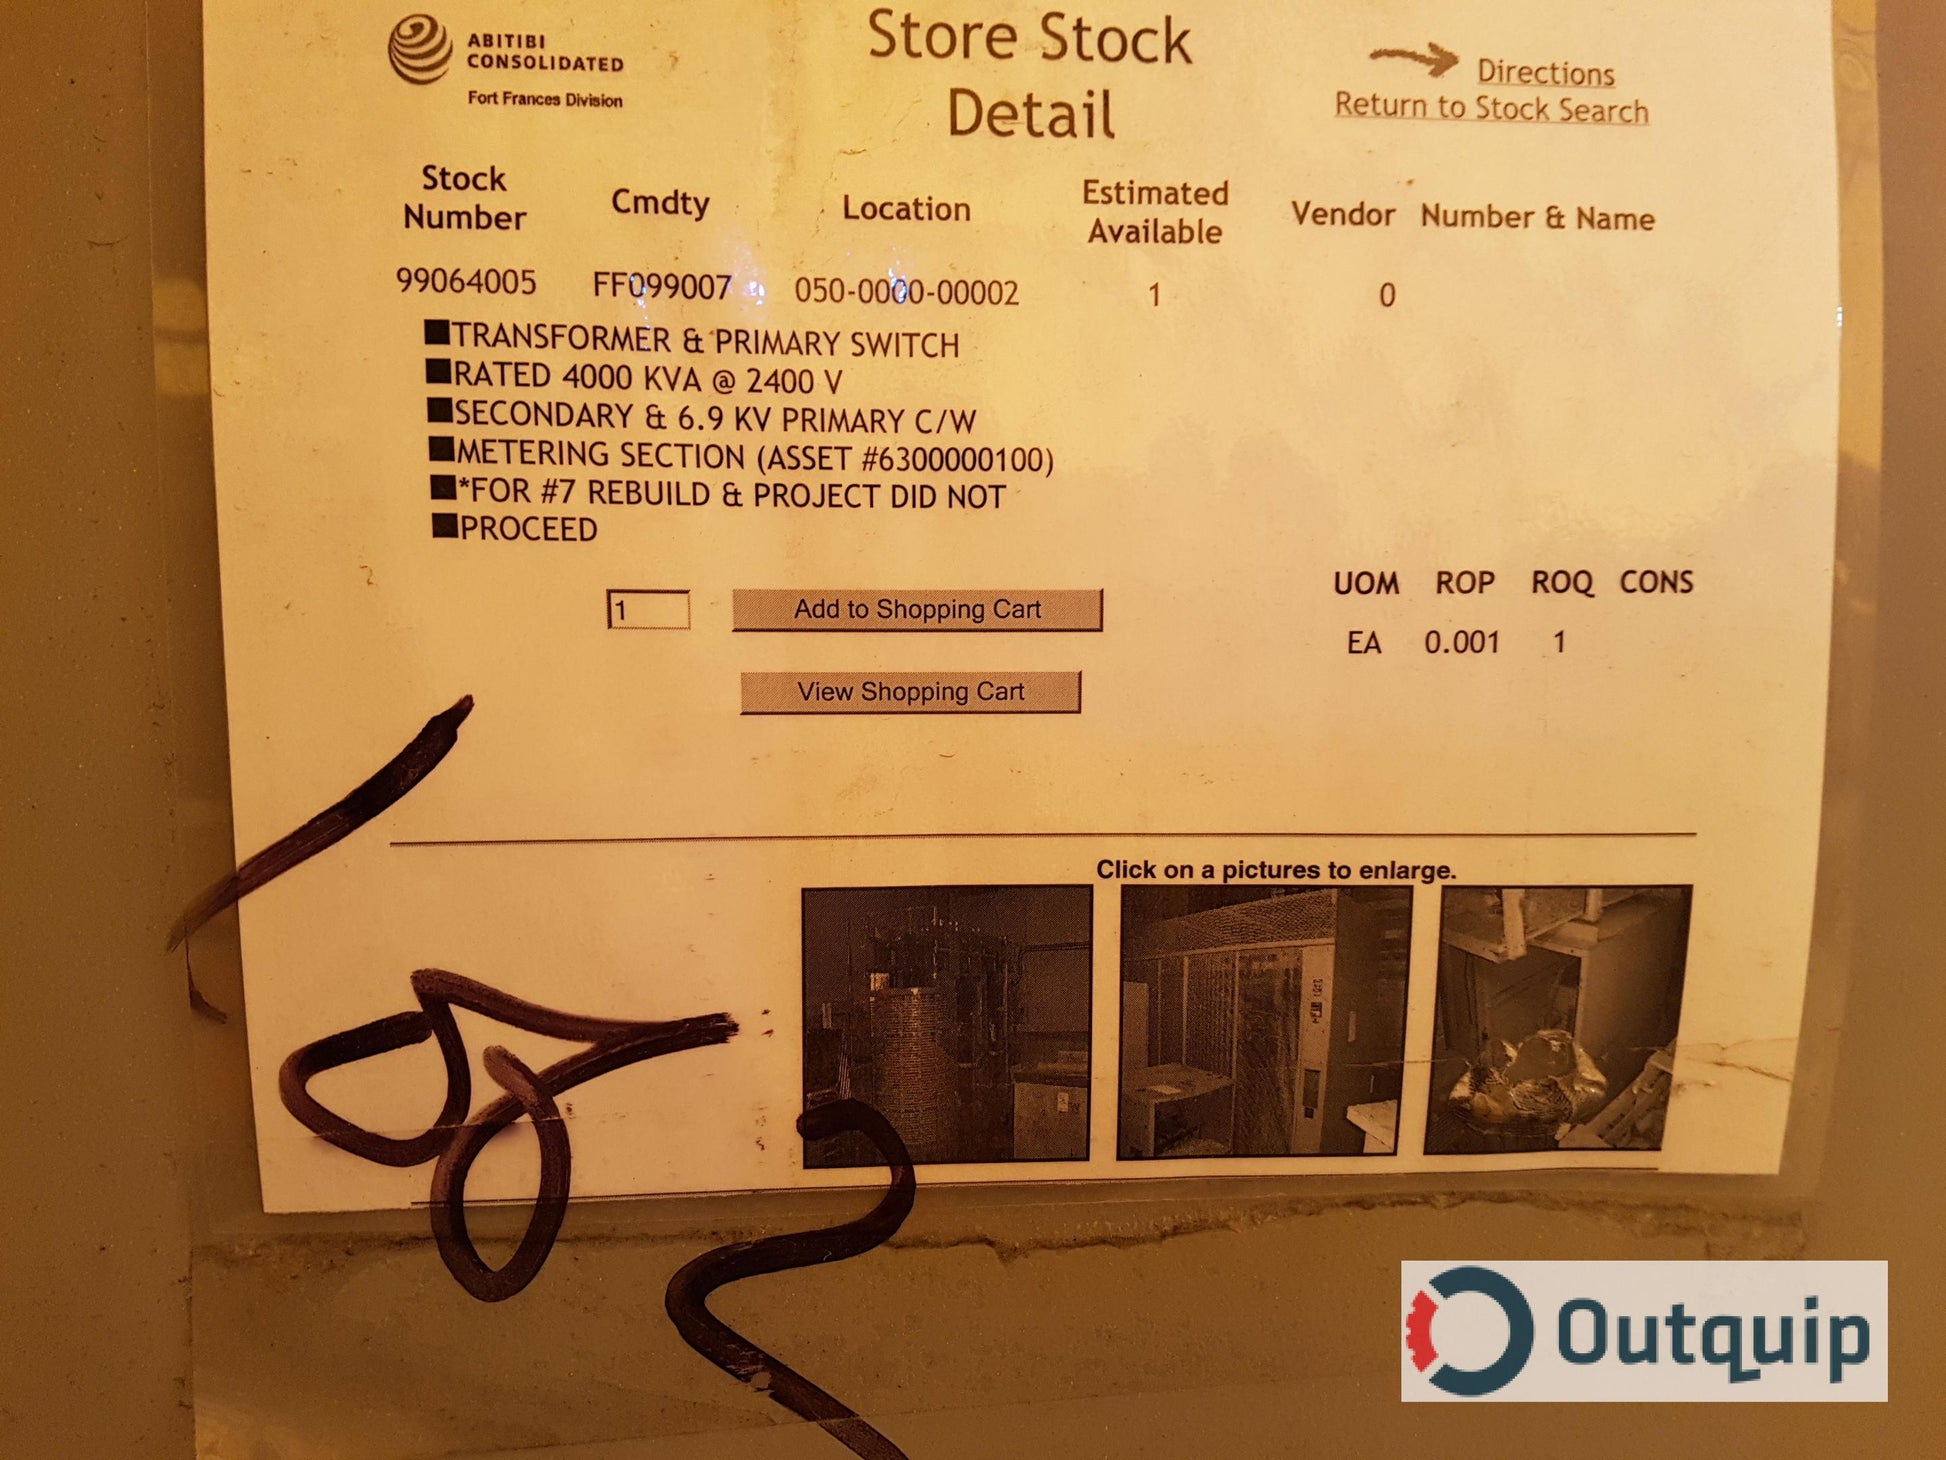 ABITIBI
CONSOLIDATED
Fort Frances Division
Store Stock
Detail
Directions
Return to Stock Search
Stock Number Cmdty Location Estimated Available Vendor Number & Name
99064005 FF099007 050-0000-00002 1 0
■TRANSFORMER & PRIMARY SWITCH
■RATED 4000 KVA @ 2400 V
■SECONDARY & 6.9 KV PRIMARY C/W
■METERING SECTION (ASSET #6300000100)
■*FOR #7 REBUILD & PROJECT DID NOT
■PROCEED
UOM ROP ROQ CONS
EA 0.001 1
1 Add to Shopping Cart
View Shopping Cart
Click on a pictures to enlarge.
Outquip